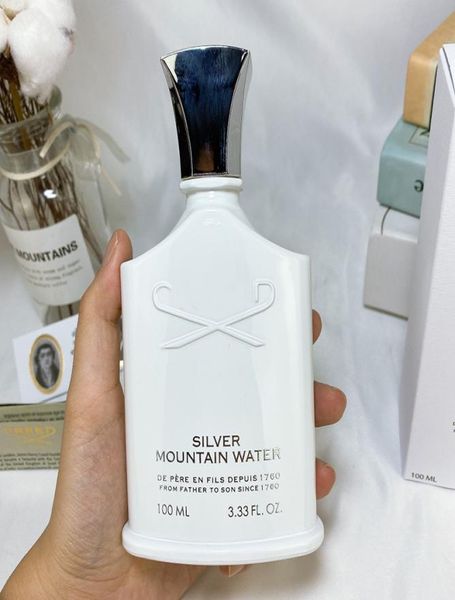 MOUNTAINS
CREED
SILVER
MOUNTAIN WATER
DE PÈRE EN FILS DEPUIS 1760
FROM FATHER TO SON SINCE 1760
100 ML 3.33 FL. OZ.
100 ML